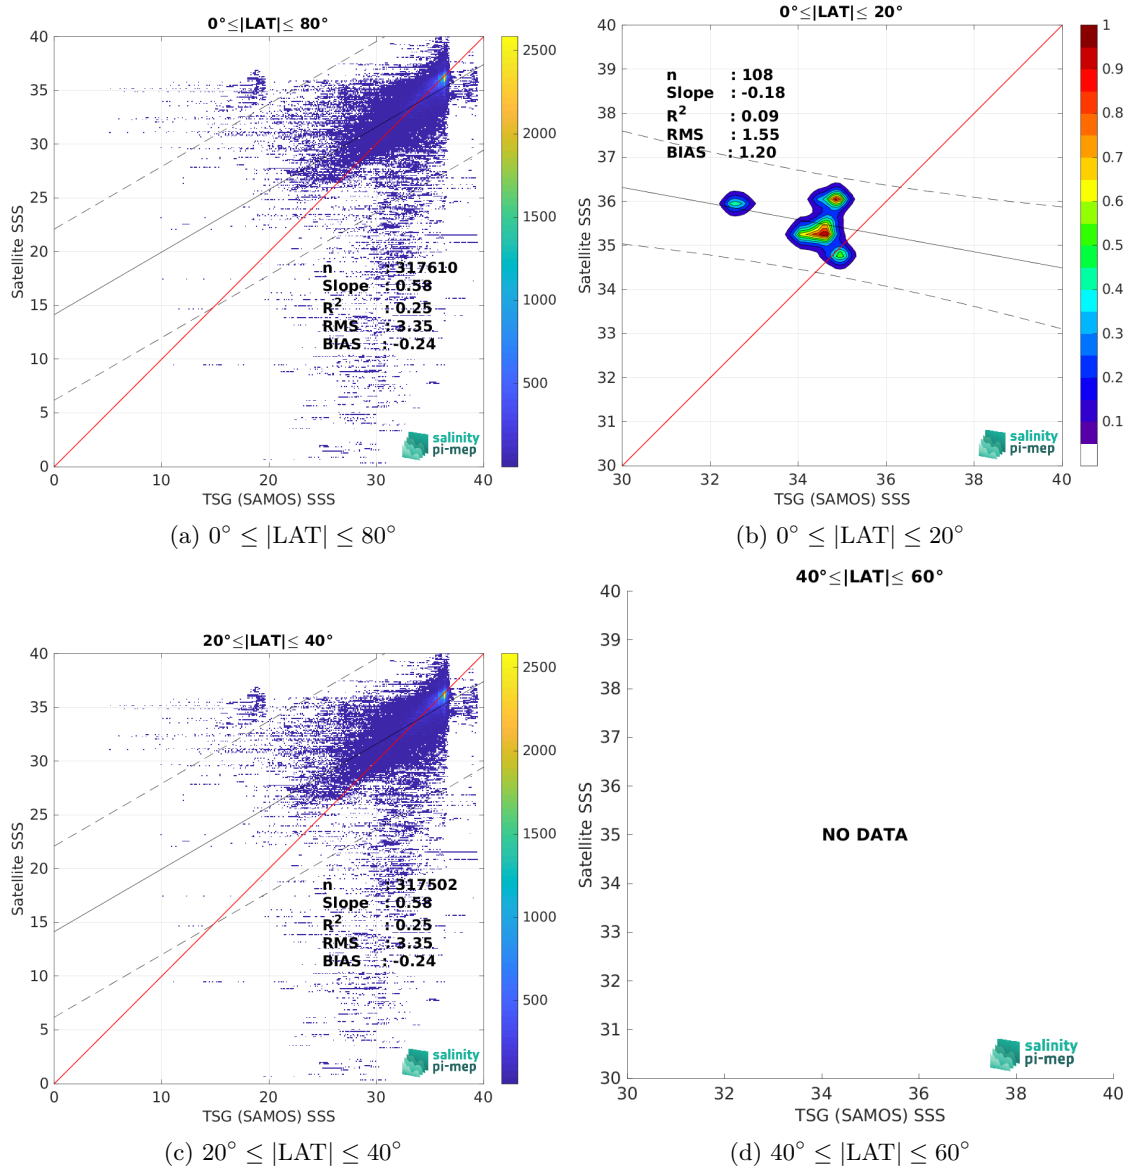 0°≤|LAT|≤ 80°
40
35
30
25
20
15
10
5
0
0
10
20
30
40
Satellite SSS
TSG (SAMOS) SSS
n : 317610
Slope : 0.58
R² : 0.25
RMS : 3.35
BIAS : -0.24
2500
2000
1500
1000
500
salinity
pi-mep
(a) 0° ≤ |LAT| ≤ 80°
0°≤|LAT|≤ 20°
40
39
38
37
36
35
34
33
32
31
30
30
32
34
36
38
40
Satellite SSS
TSG (SAMOS) SSS
n : 108
Slope : -0.18
R² : 0.09
RMS : 1.55
BIAS : 1.20
1
0.9
0.8
0.7
0.6
0.5
0.4
0.3
0.2
0.1
salinity
pi-mep
(b) 0° ≤ |LAT| ≤ 20°
20°≤|LAT|≤ 40°
40
35
30
25
20
15
10
5
0
0
10
20
30
40
Satellite SSS
TSG (SAMOS) SSS
n : 317502
Slope : 0.58
R² : 0.25
RMS : 3.35
BIAS : -0.24
2500
2000
1500
1000
500
salinity
pi-mep
(c) 20° ≤ |LAT| ≤ 40°
40°≤|LAT|≤ 60°
40
39
38
37
36
35
34
33
32
31
30
30
32
34
36
38
40
Satellite SSS
TSG (SAMOS) SSS
NO DATA
salinity
pi-mep
(d) 40° ≤ |LAT| ≤ 60°